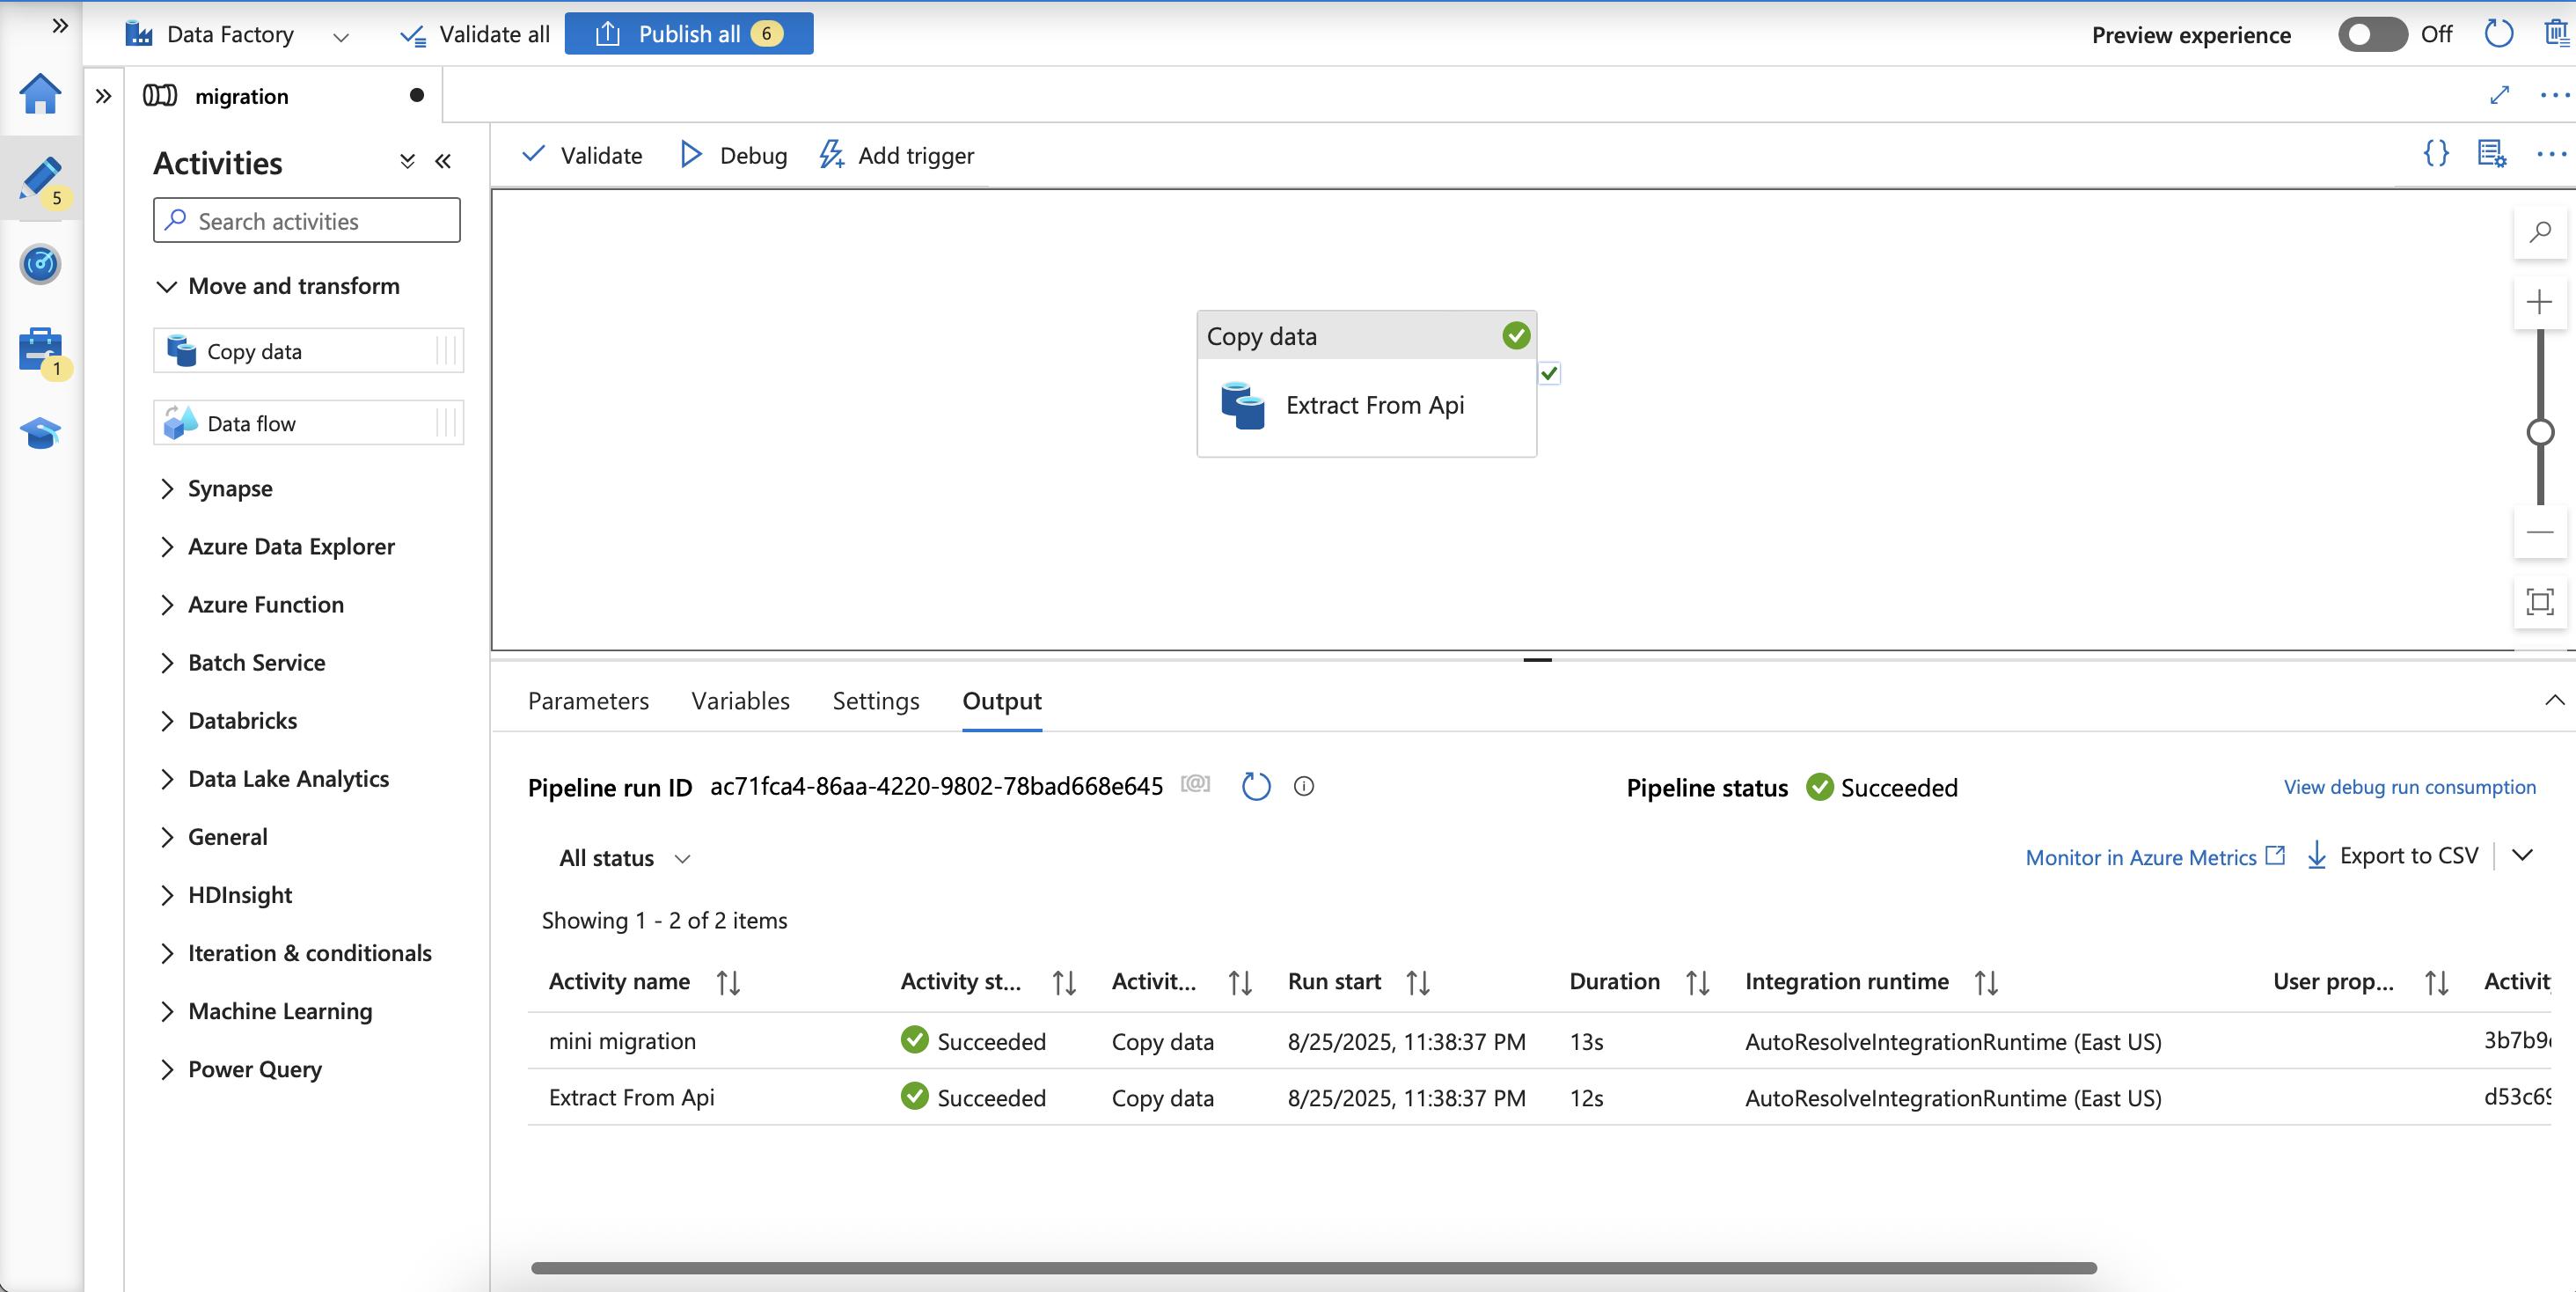 Data Factory
Validate all
Publish all 6
Preview experience
Off
migration
Activities
Validate
Debug
Add trigger
5
Search activities
Move and transform
1
Copy data
Data flow
Synapse
Azure Data Explorer
Azure Function
Batch Service
Databricks
Data Lake Analytics
General
HDInsight
Iteration & conditionals
Machine Learning
Power Query
Copy data
Extract From Api
Parameters Variables Settings Output
Pipeline run ID ac71fca4-86aa-4220-9802-78bad668e645 [@]
Pipeline status Succeeded
View debug run consumption
All status
Monitor in Azure Metrics
Export to CSV
Showing 1 - 2 of 2 items
Activity name Activity st... Activit... Run start Duration Integration runtime User prop... Activit
mini migration Succeeded Copy data 8/25/2025, 11:38:37 PM 13s AutoResolveIntegrationRuntime (East US) 3b7b9
Extract From Api Succeeded Copy data 8/25/2025, 11:38:37 PM 12s AutoResolveIntegrationRuntime (East US) d53c6